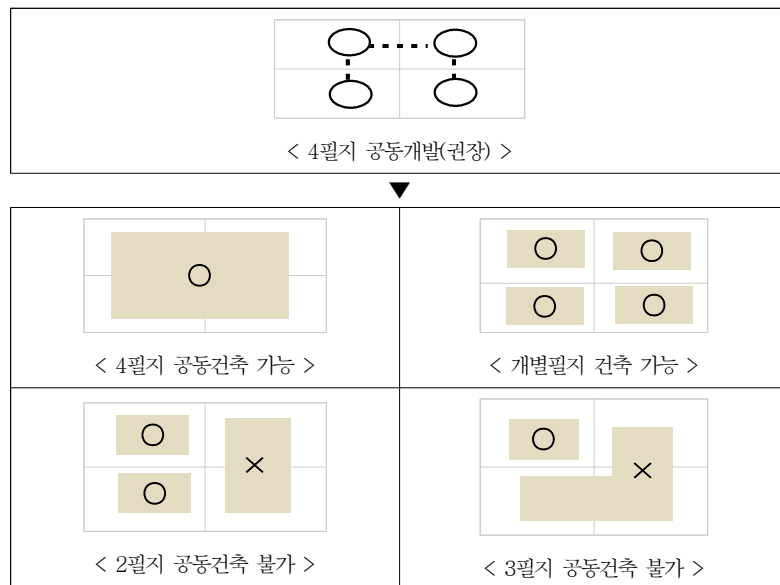 < 4필지 공동개발(권장) >
< 4필지 공동건축 가능 >
< 개별필지 건축 가능 >
< 2필지 공동건축 불가 >
< 3필지 공동건축 불가 >